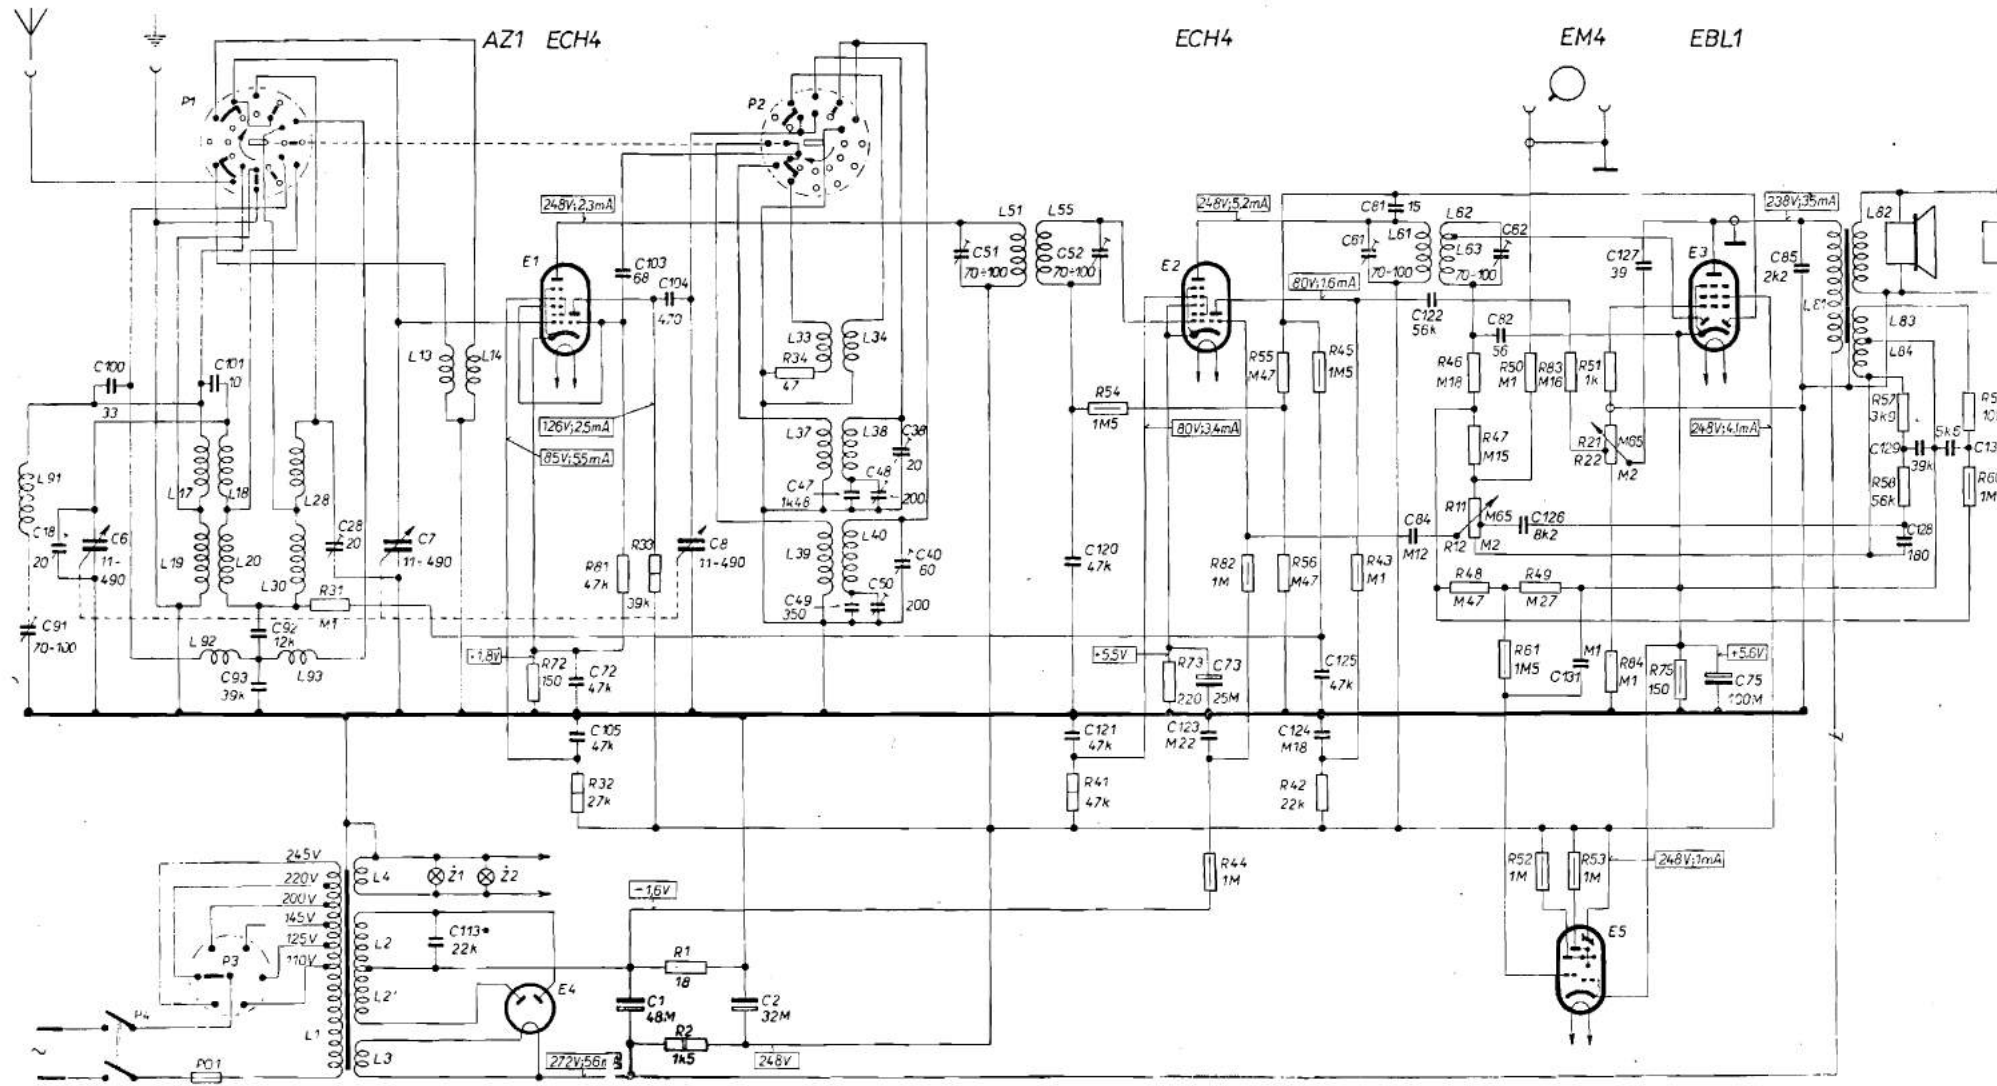 AZ1 ECH4
ECH4
EM4
EBL1
P1
P2
248V;2,3mA
L51
L55
248V;5,2mA
C81 15
L62
238V;35mA
L82
C61
L61
C62
C51
C52
L63
C127
39
E3
C85
2k2
E1
C103
68
C104
470
70÷100
70÷100
E2
80V;1,6mA
70-100
70-100
L81
C122
56k
C82
56
L83
L84
L33
L34
R34
47
L13
L14
C100
33
C101
10
R55
M47
R45
1M5
R46
M18
R50
M1
R83
M16
R51
1k
R54
1M5
R57
3k9
126V;2,5mA
85V;55mA
80V;3,4mA
248V;4,1mA
L37
L38
C38
20
R47
M15
R21
M65
R22
M2
5k6
C129
39k
C13
R58
56k
R60
1M
L91
L17
L18
L28
C47
1k48
C48
200
R11
M65
R12
M2
C126
8k2
C84
M12
C128
180
C18
20
C6
11-
490
L19
L20
L30
C28
20
C7
11-490
R81
47k
R33
39k
C8
11-490
L39
L40
C40
60
C49
350
C50
200
C120
47k
R82
1M
R56
M47
R43
M1
R48
M47
R49
M27
R31
M1
C91
70-100
L92
C92
12k
C93
39k
L93
+1,8V
R72
150
C72
47k
+5,5V
R73
220
C73
25M
C125
47k
R61
1M5
M1
C131
R84
M1
R75
150
+5,6V
C75
100M
C105
47k
R32
27k
C121
47k
R41
47k
C123
M22
C124
M18
R42
22k
R44
1M
R52
1M
R53
1M
248V;1mA
E5
245V
220V
200V
145V
125V
110V
L4
Ż1
Ż2
-1,6V
L2
C113
22k
P3
L2'
E4
R1
18
C1
48M
C2
32M
R2
1k5
P4
L1
L3
272V;56
248V
PO1
~